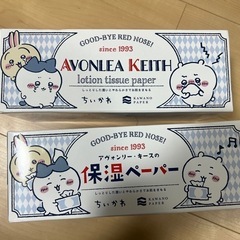 GOOD-BYE RED NOSE!
since 1993
AVONLEA KEITH
lotion tissue paper
ちいかわ
KANADO
PAPER
GOOD-BYE RED NOSE!
since 1993
アヴォンリー・キースの
保湿ペーパー
ちいかわ
KANADO
PAPER